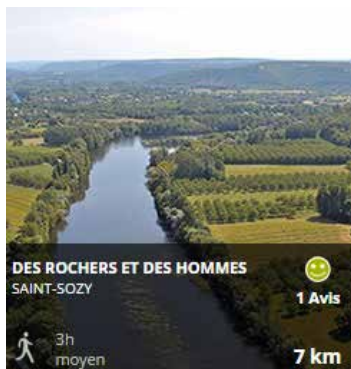 DES ROCHERS ET DES HOMMES
SAINT-SOZY
1 Avis
3h
moyen
7 km